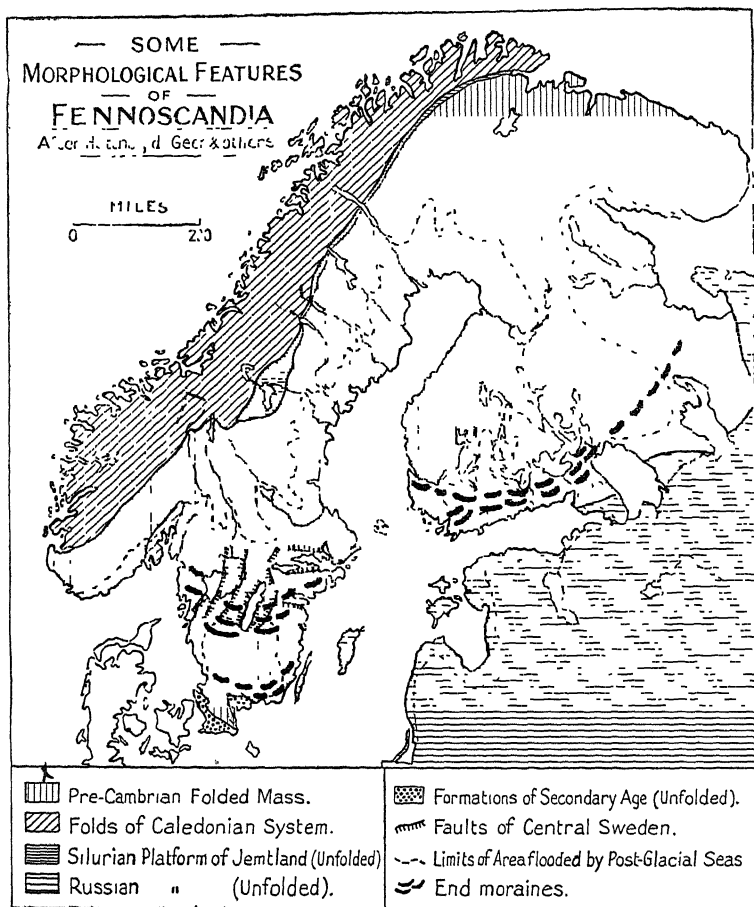 SOME
MORPHOLOGICAL FEATURES
OF
FENNOSCANDIA
& others
MILES
0
Pre-Cambrian Folded Mass.
Folds of Caledonian System.
Silurian Platform of Jemtland (Unfolded)
Russian " (Unfolded).
Formations of Secondary Age (Unfolded).
Faults of Central Sweden.
Limits of Area flooded by Post-Glacial Seas
End moraines.